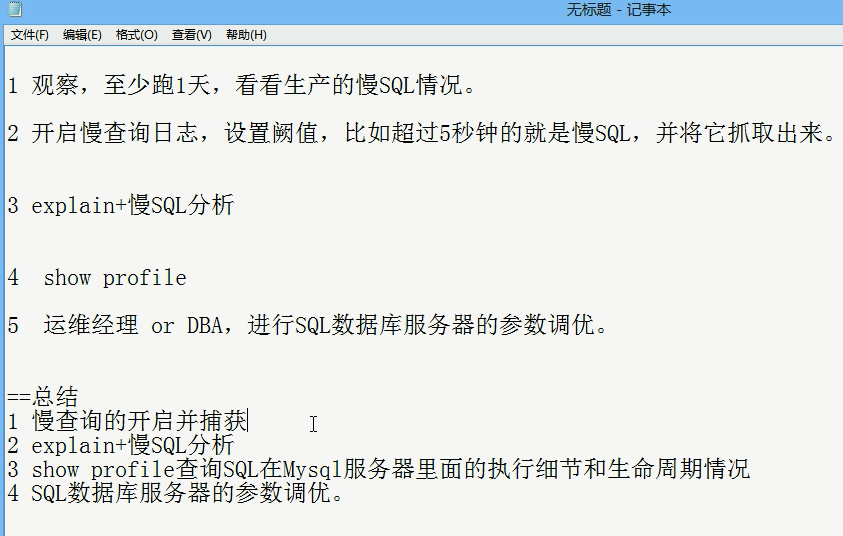 无标题 - 记事本
文件(F) 编辑(E) 格式(O) 查看(V) 帮助(H)
1 观察，至少跑1天，看看生产的慢SQL情况。
2 开启慢查询日志，设置阙值，比如超过5秒钟的就是慢SQL，并将它抓取出来。
3 explain+慢SQL分析
4 show profile
5 运维经理 or DBA，进行SQL数据库服务器的参数调优。
==总结
1 慢查询的开启并捕获
2 explain+慢SQL分析
3 show profile查询SQL在Mysql服务器里面的执行细节和生命周期情况
4 SQL数据库服务器的参数调优。